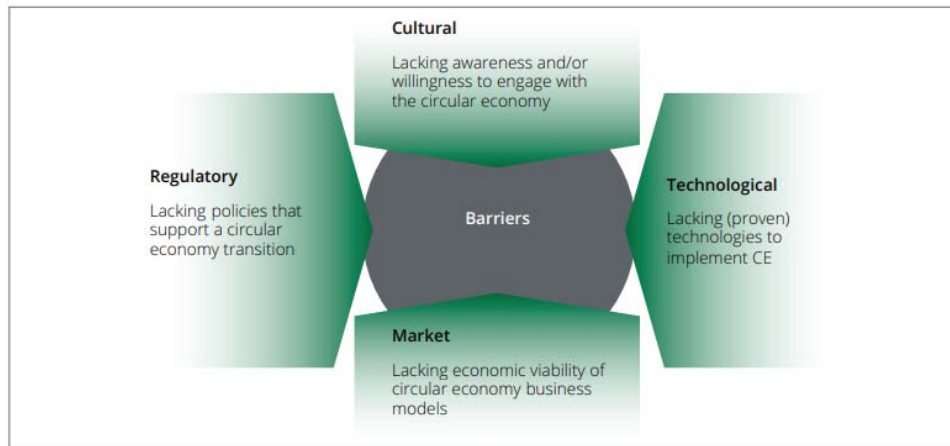 Cultural
Lacking awareness and/or
willingness to engage with
the circular economy
Regulatory
Lacking policies that
support a circular
economy transition
Barriers
Technological
Lacking (proven)
technologies to
implement CE
Market
Lacking economic viability of
circular economy business
models